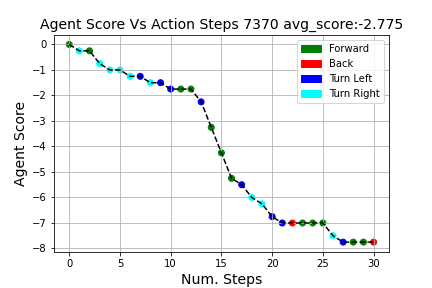 Agent Score Vs Action Steps 7370 avg_score:-2.775
Forward
Back
Turn Left
Turn Right
Agent Score
0
−1
−2
−3
−4
−5
−6
−7
−8
0 5 10 15 20 25 30
Num. Steps